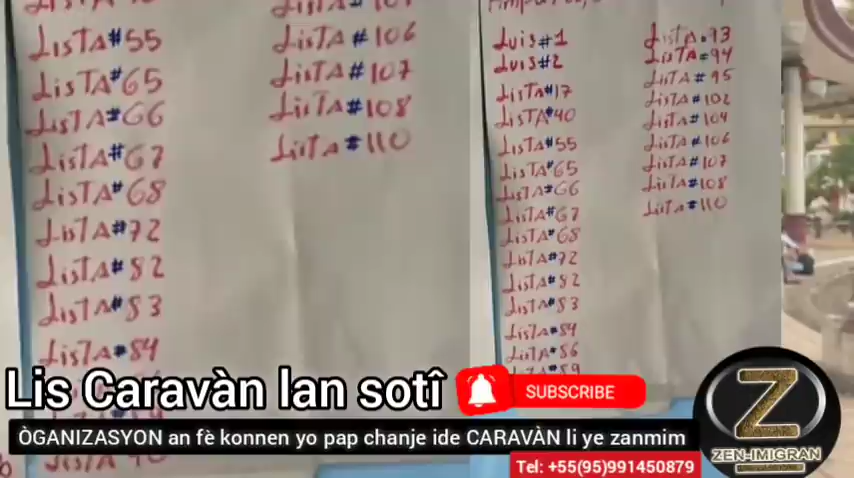 LisTA#55
LisTA#65
LisTA#66
LisTA#67
LisTA#68
LisTA#72
LisTA#82
LisTA#83
LisTA#84
LisTA#106
LisTA#107
LisTA#108
LisTA#110
Luis#1
Luis#2
LisTA#17
LisTA#40
LisTA#55
LisTA#65
LisTA#66
LisTA#67
LisTA#68
LisTA#72
LisTA#82
LisTA#83
LisTA#84
LisTA#86
LisTA#89
LisTA#93
LisTA#94
LisTA#95
LisTA#102
LisTA#104
LisTA#106
LisTA#107
LisTA#108
LisTA#110
Lis Caravàn lan sotî
SUBSCRIBE
ÒGANIZASYON an fè konnen yo pap chanje ide CARAVÀN li ye zanmim
Tel: +55(95)991450879
Z
ZEN-IMIGRAN